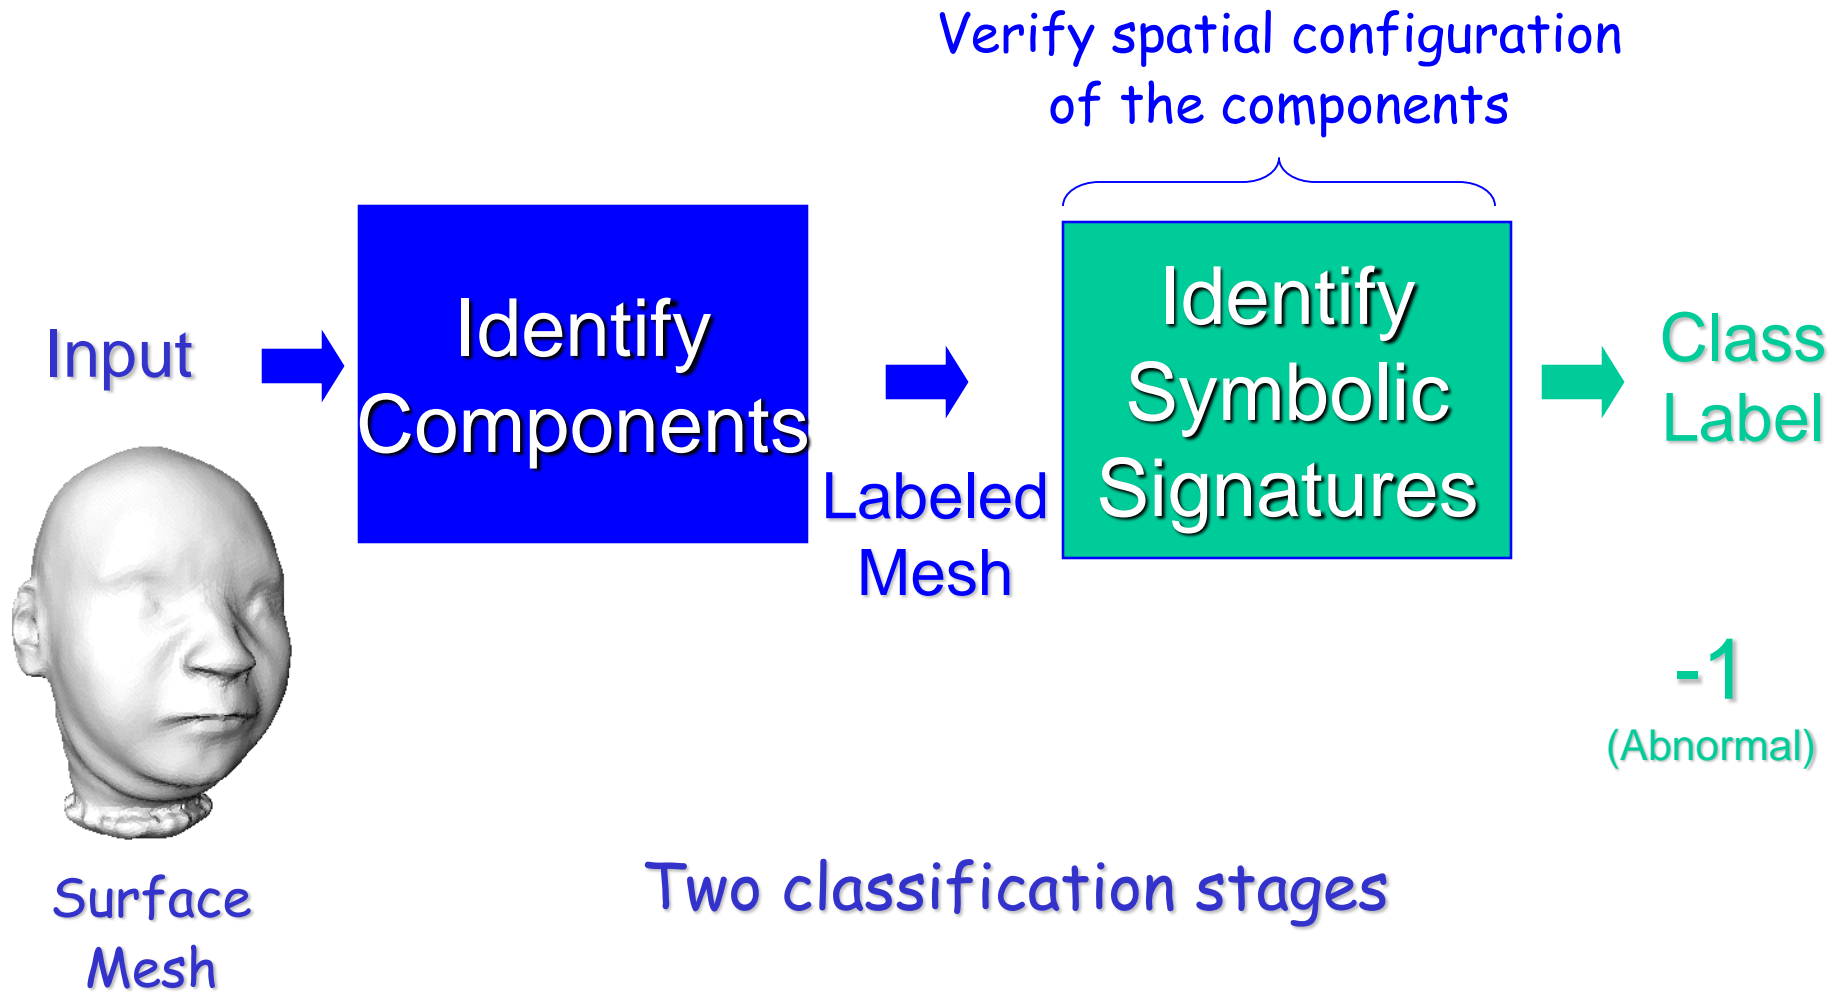 Verify spatial configuration
of the components
Input
Identify
Components
Labeled
Mesh
Identify
Symbolic
Signatures
Class
Label
-1
(Abnormal)
Surface
Mesh
Two classification stages